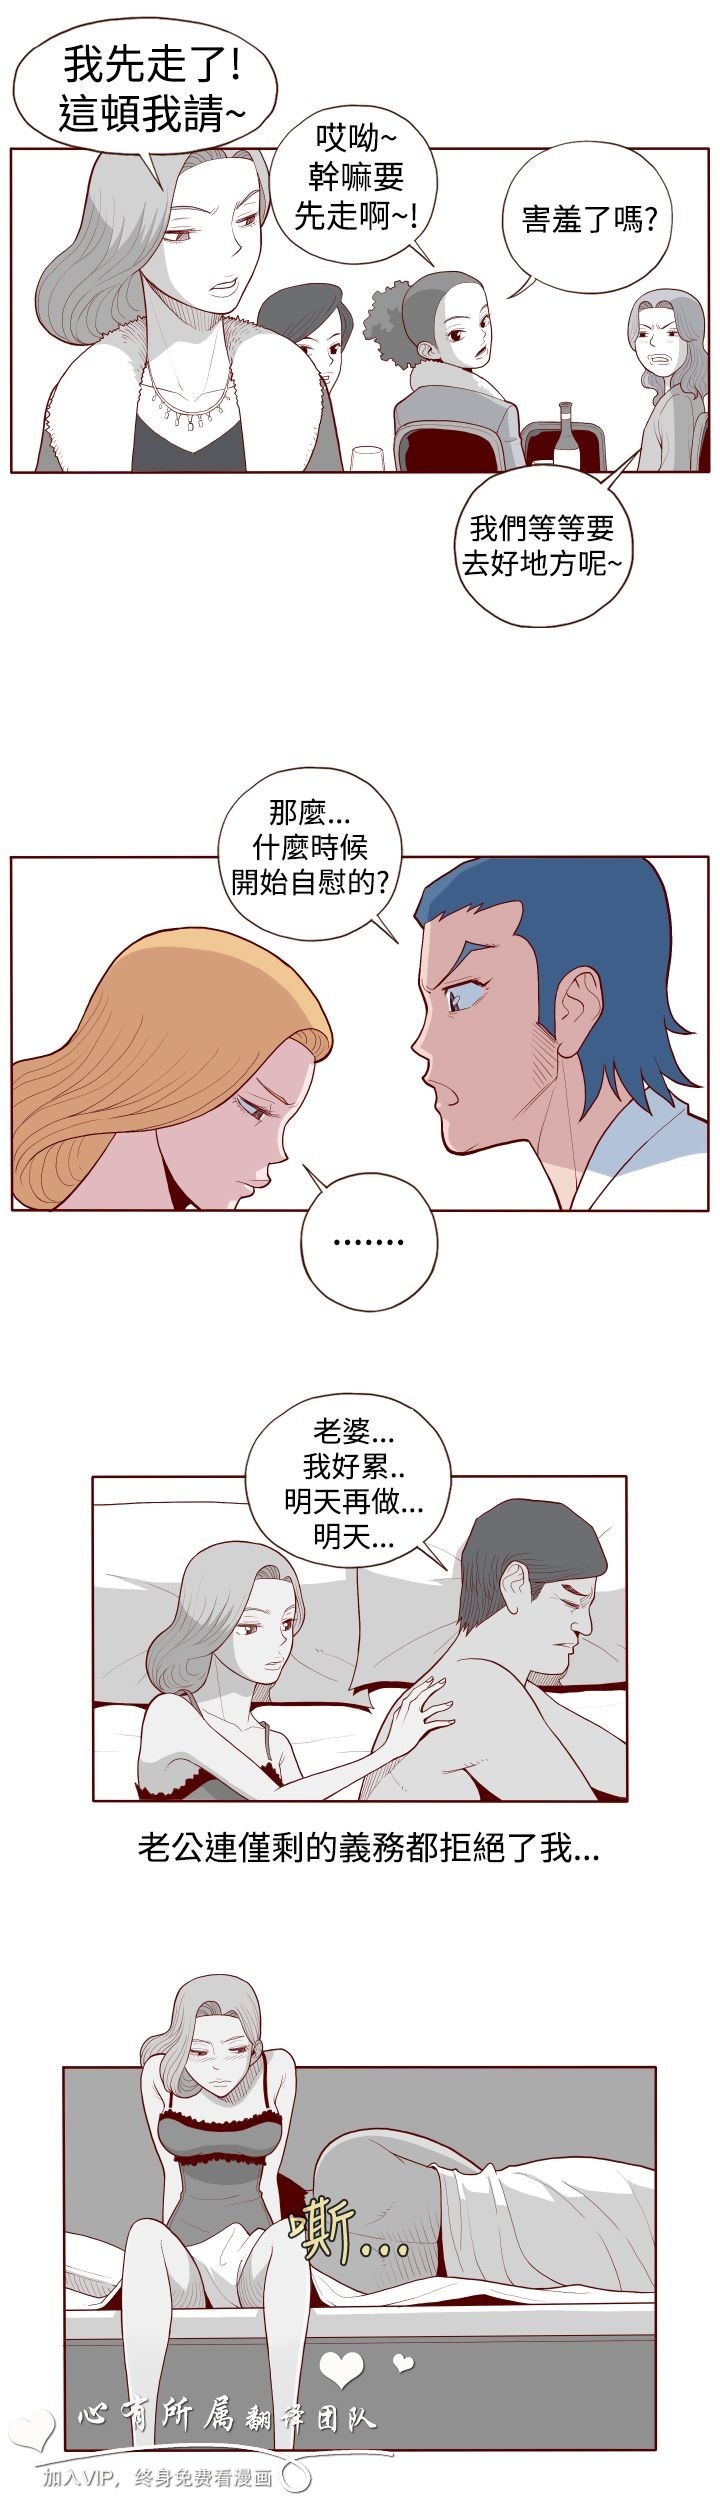 我先走了!
這頓我請~
哎呦~
幹嘛要
先走啊~!
害羞了嗎?
我們等等要
去好地方呢~
那麼...
什麼時候
開始自慰的?
.......
老婆...
我好累..
明天再做...
明天...
老公連僅剩的義務都拒絕了我...
嘶...
心有所属翻译团队
加入VIP，终身免费看漫画